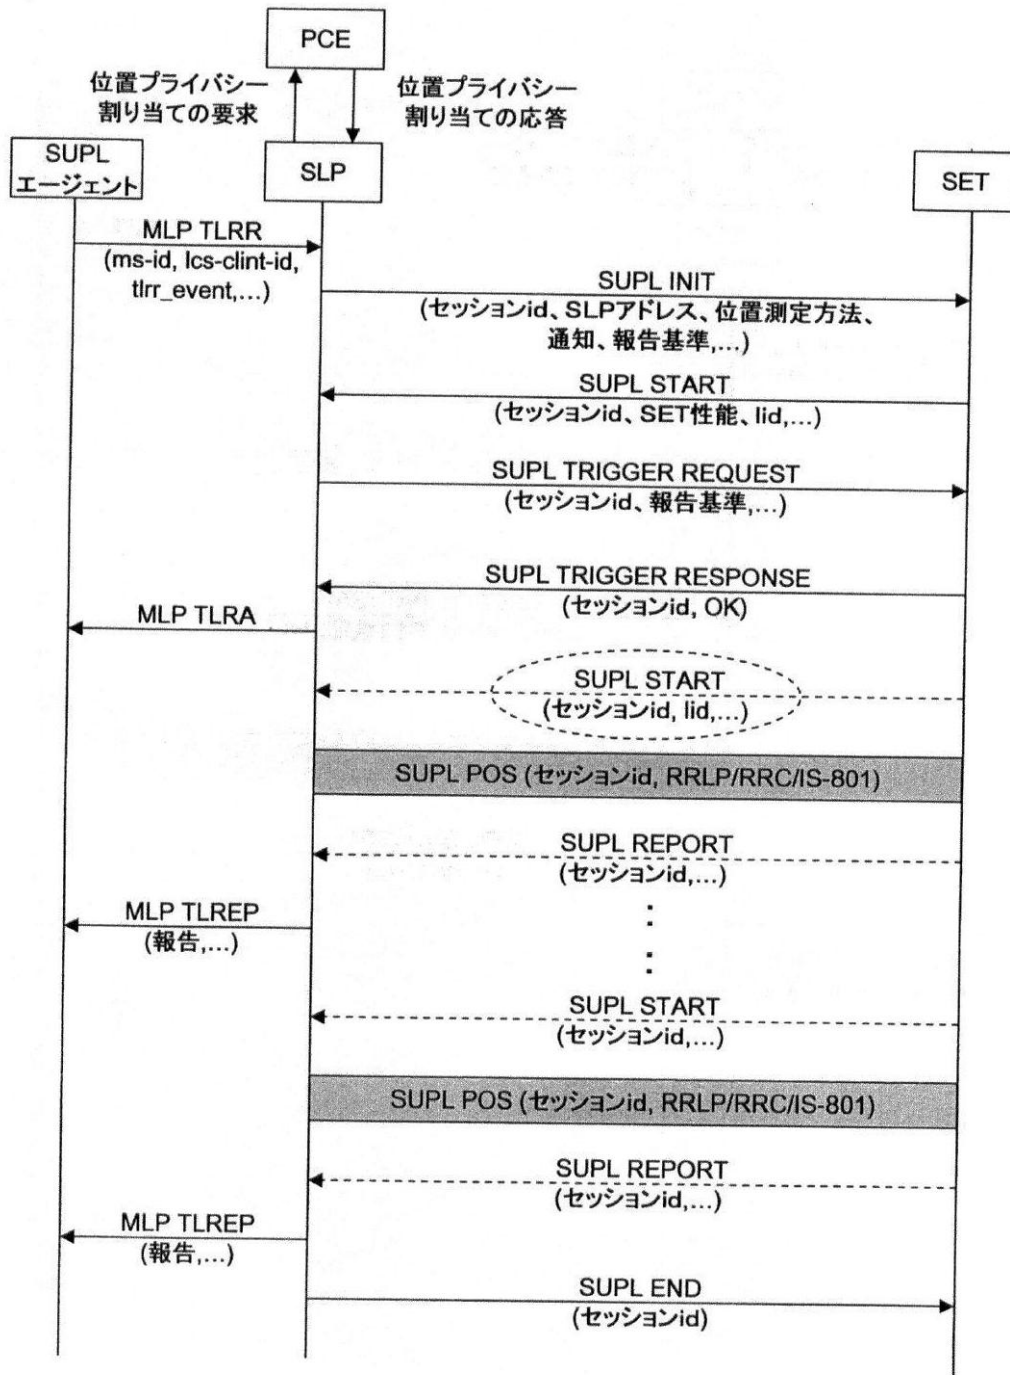 PCE
位置プライバシー
割り当ての要求
位置プライバシー
割り当ての応答
SUPL
エージェント
SLP
SET
MLP TLRR
(ms-id, lcs-clint-id,
tlrr_event,...)
SUPL INIT
(セッションid、SLPアドレス、位置測定方法、
通知、報告基準,...)
SUPL START
(セッションid、SET性能、lid,...)
SUPL TRIGGER REQUEST
(セッションid、報告基準,...)
SUPL TRIGGER RESPONSE
(セッションid, OK)
MLP TLRA
SUPL START
(セッションid, lid,...)
SUPL POS (セッションid, RRLP/RRC/IS-801)
SUPL REPORT
(セッションid,...)
MLP TLREP
(報告,...)
SUPL START
(セッションid,...)
SUPL POS (セッションid, RRLP/RRC/IS-801)
SUPL REPORT
(セッションid,...)
MLP TLREP
(報告,...)
SUPL END
(セッションid)